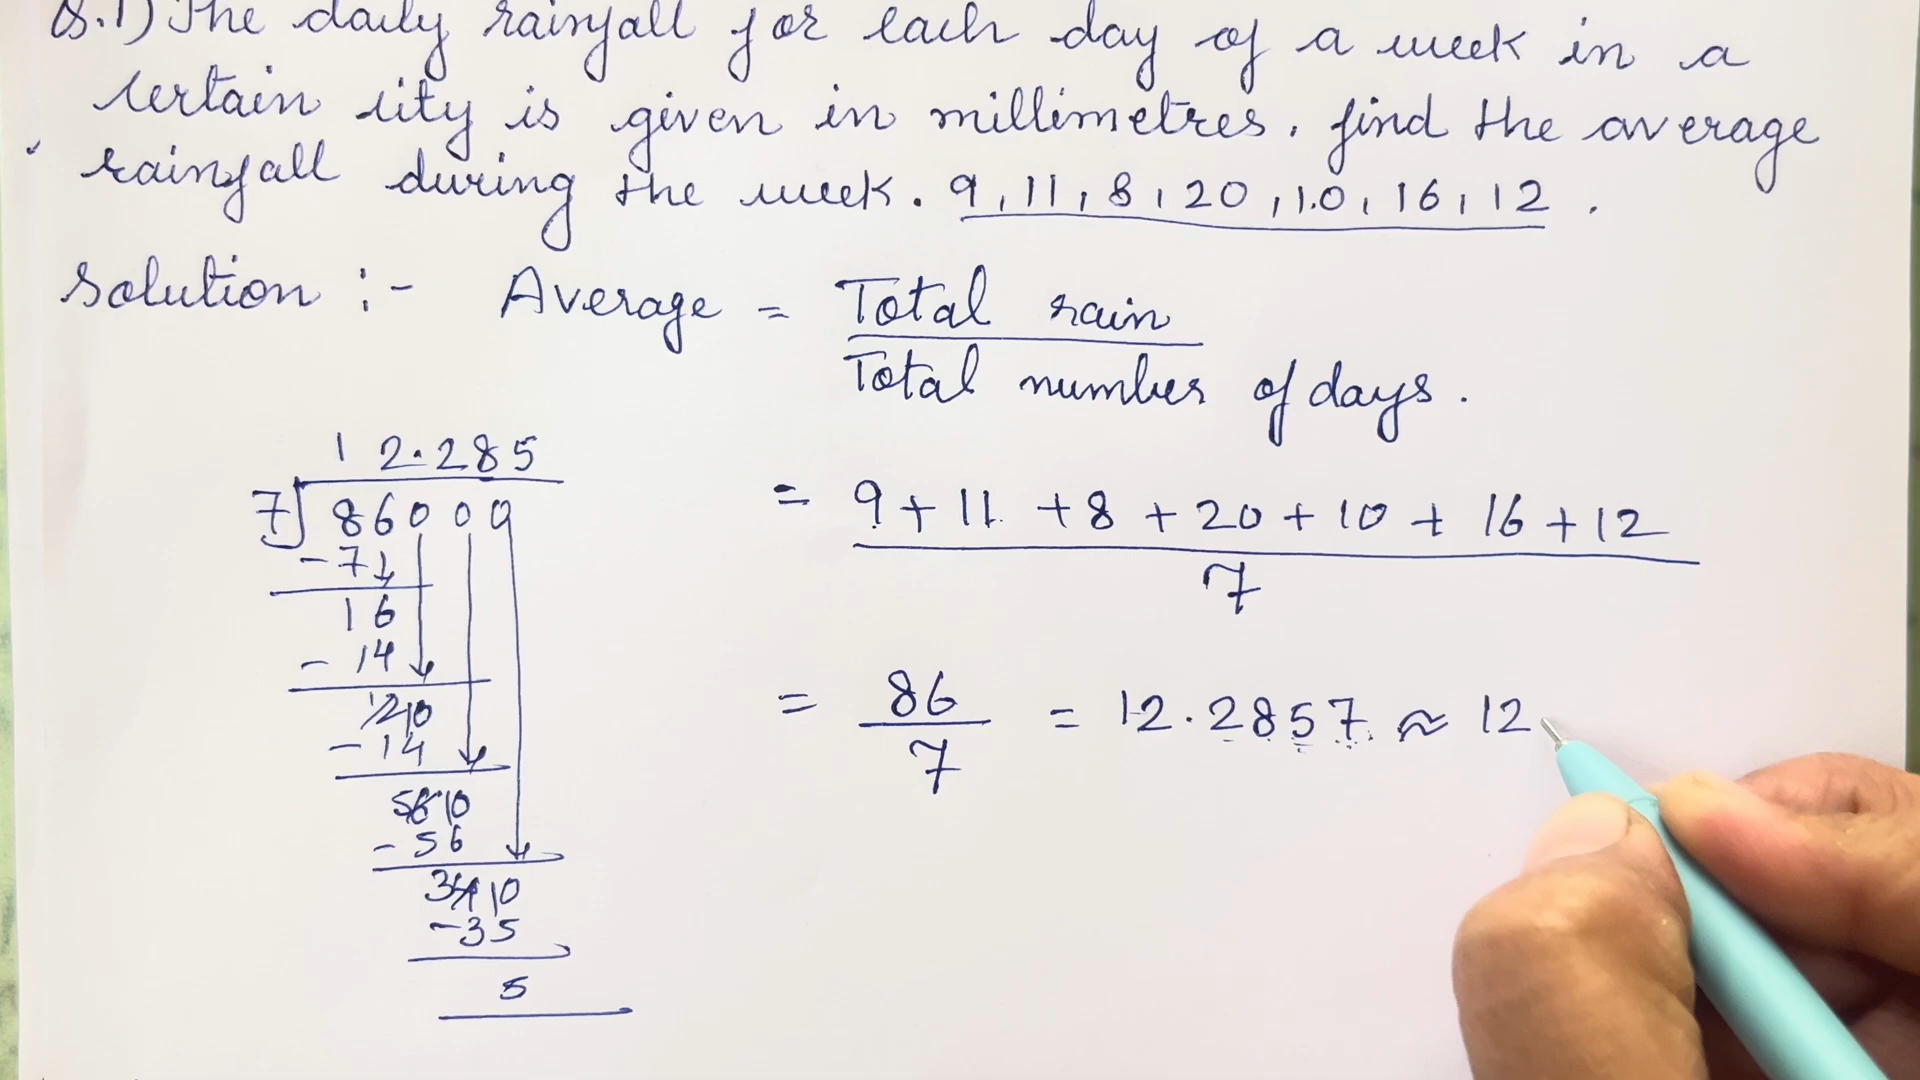 Q.1) The daily rainfall for each day of a week in a
certain city is given in millimetres. find the average
rainfall during the week. 9, 11, 8, 20, 10, 16, 12.
Solution :- Average = Total rain
Total number of days.
= 9 + 11 + 8 + 20 + 10 + 16 + 12
7
= 86
7
= 12.2857 ≈ 12
12.285
7 86000
- 7
16
- 14
20
- 14
60
- 56
40
- 35
5